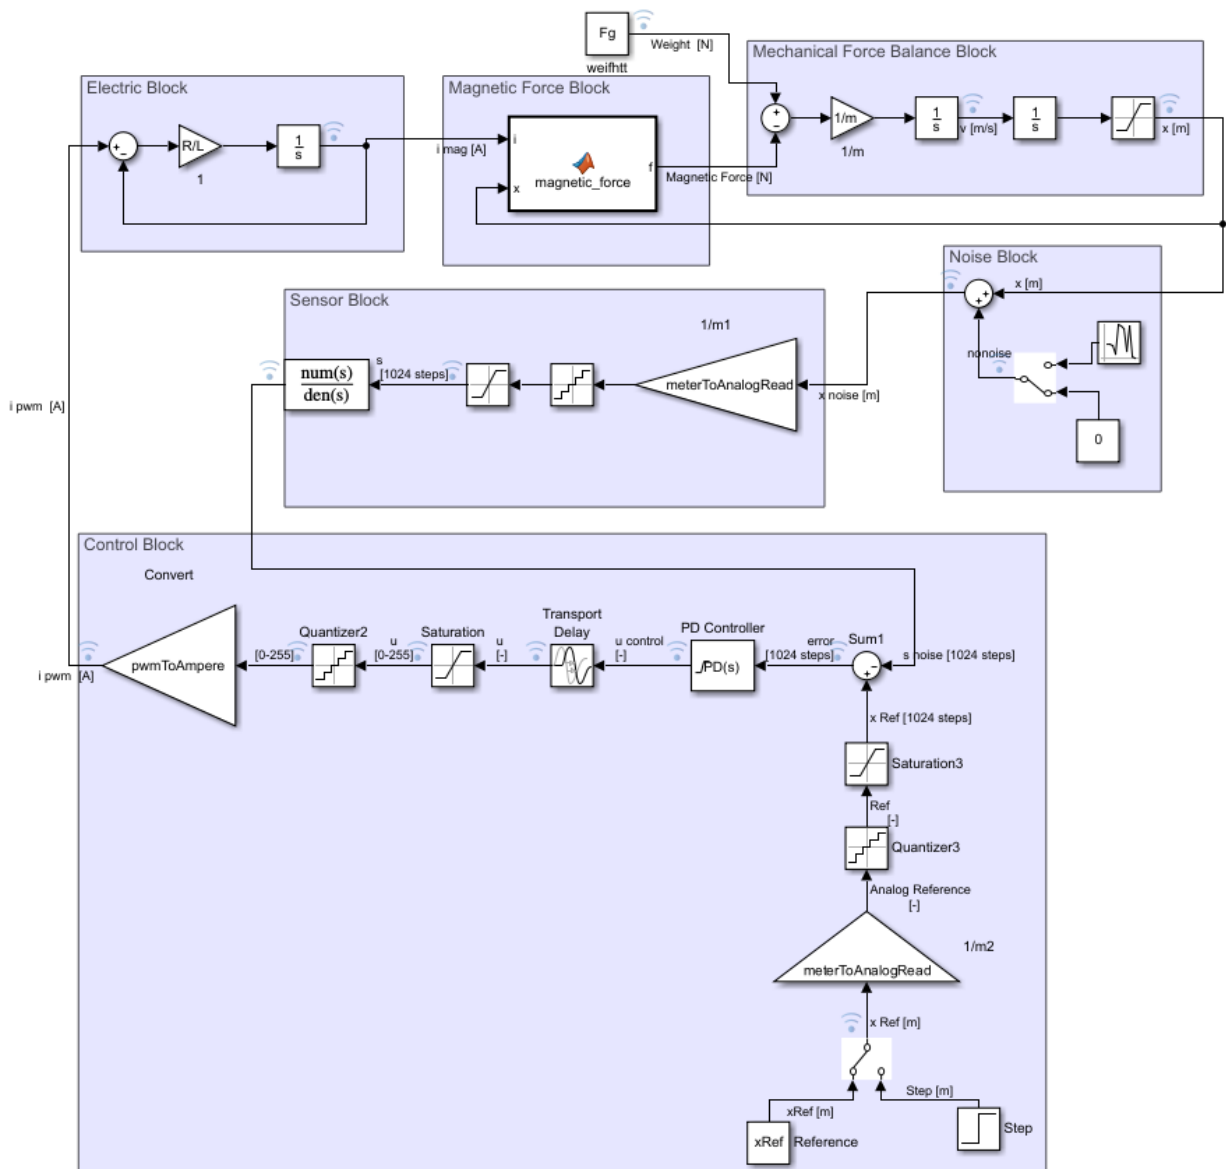 Fg
Weight [N]
weifhtt
Mechanical Force Balance Block
Electric Block
Magnetic Force Block
R/L
1
1
s
i mag [A]
i
x
magnetic_force
f
Magnetic Force [N]
+
-
1/m
1/m
1
s
v [m/s]
1
s
x [m]
Noise Block
x [m]
nonoise
0
Sensor Block
1/m1
num(s)
den(s)
s
[1024 steps]
meterToAnalogRead
x noise [m]
i pwm [A]
Control Block
Convert
pwmToAmpere
i pwm [A]
[0-255]
Quantizer2
u
[0-255]
Saturation
u
[-]
Transport
Delay
u control
[-]
PD Controller
PD(s)
error
[1024 steps]
Sum1
s noise [1024 steps]
x Ref [1024 steps]
Saturation3
Ref
[-]
Quantizer3
Analog Reference
[-]
1/m2
meterToAnalogRead
x Ref [m]
xRef [m]
Step [m]
xRef
Reference
Step